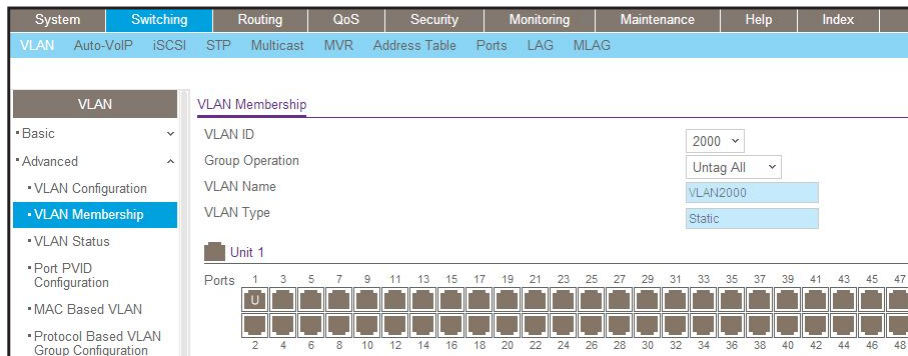 System Switching Routing QoS Security Monitoring Maintenance Help Index
VLAN Auto-VoIP iSCSI STP Multicast MVR Address Table Ports LAG MLAG
VLAN
Basic
Advanced
VLAN Configuration
VLAN Membership
VLAN Status
Port PVID
Configuration
MAC Based VLAN
Protocol Based VLAN
Group Configuration
VLAN Membership
VLAN ID 2000
Group Operation Untag All
VLAN Name VLAN2000
VLAN Type Static
Unit 1
Ports 1 3 5 7 9 11 13 15 17 19 21 23 25 27 29 31 33 35 37 39 41 43 45 47
U
2 4 6 8 10 12 14 16 18 20 22 24 26 28 30 32 34 36 38 40 42 44 46 48